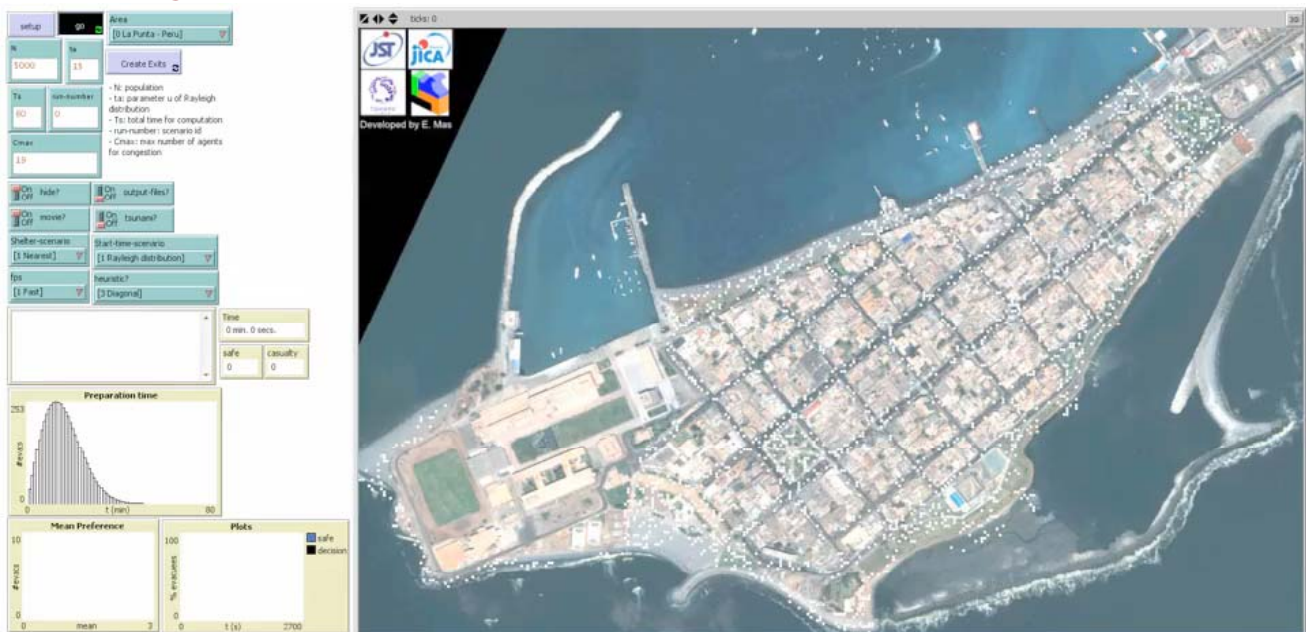 setup
go
Area
[0 La Punta - Peru]
N
5000
ta
15
Create Exits
Ts
60
run-number
0
- N: population
- ta: parameter u of Rayleigh
distribution
- Ts: total time for computation
- run-number: scenario id
- Cmax: max number of agents
for congestion
Cmax
19
On
Off
hide?
On
Off
output-files?
On
Off
movie?
On
Off
tsunami?
Shelter-scenario
[1 Nearest]
Start-time-scenario
[1 Rayleigh distribution]
fps
[1 Fast]
heuristic?
[3 Diagonal]
Time
0 min. 0 secs.
safe
0
casualty
0
Preparation time
253
#evacs
0
0
t (min)
80
Mean Preference
10
#evacs
0
0
mean
3
Plots
100
% evacuees
0
0
t (s)
2700
safe
decision
ticks: 0
3D
JST
JICA
Developed by E. Mas